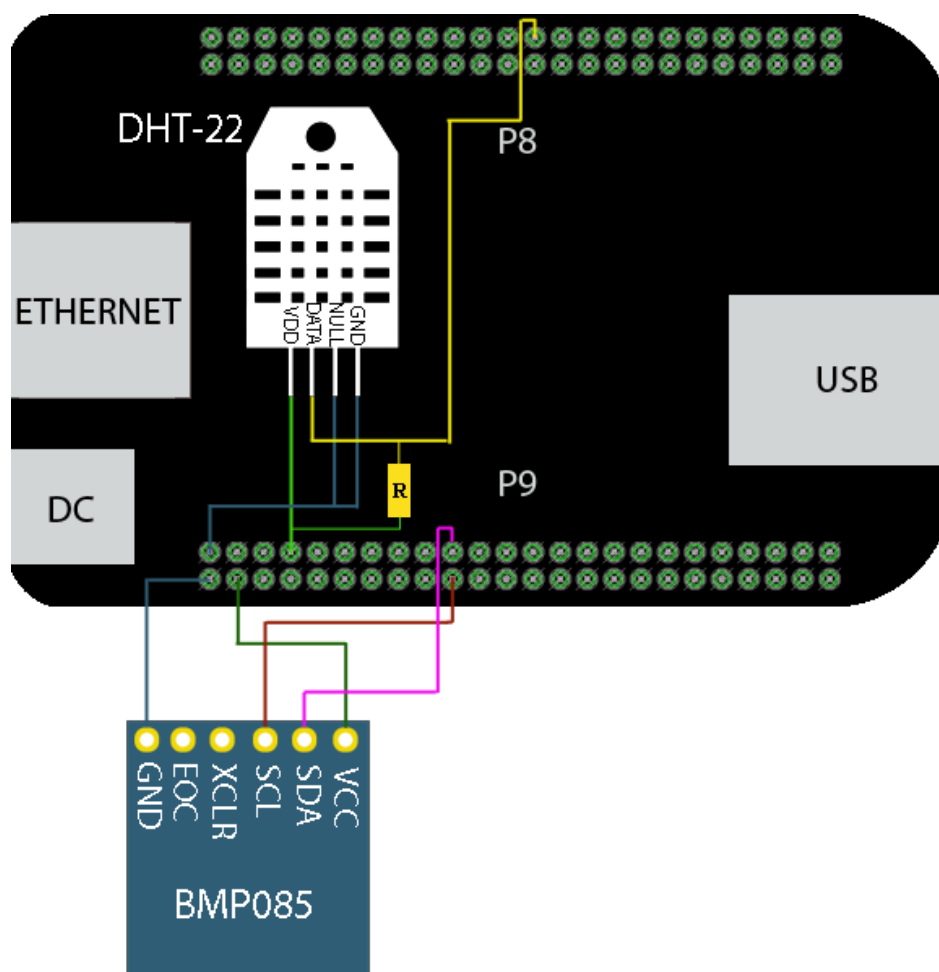 DHT-22
P8
VDD
DATA
NULL
GND
ETHERNET
USB
P9
R
DC
GND
EOC
XCLR
SCL
SDA
VCC
BMP085